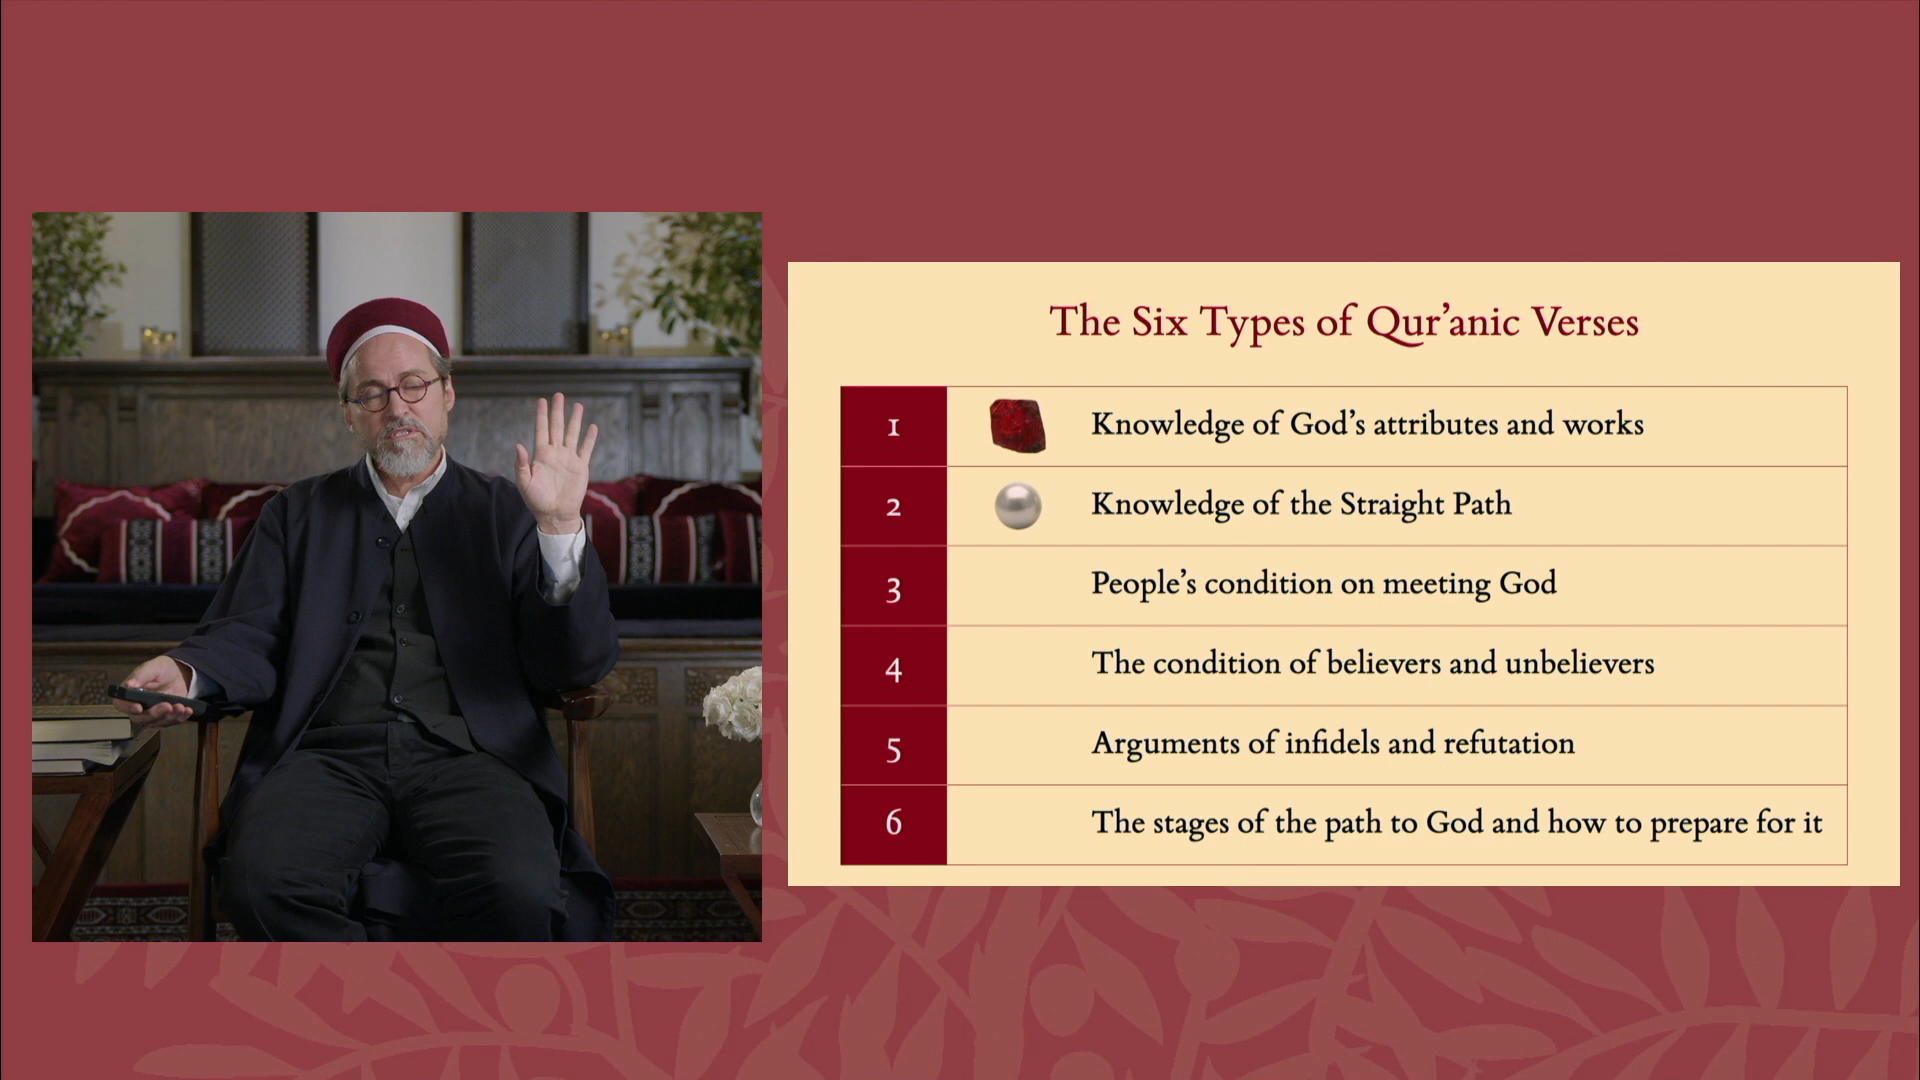 The Six Types of Qur’anic Verses
1 Knowledge of God’s attributes and works
2 Knowledge of the Straight Path
3 People’s condition on meeting God
4 The condition of believers and unbelievers
5 Arguments of infidels and refutation
6 The stages of the path to God and how to prepare for it